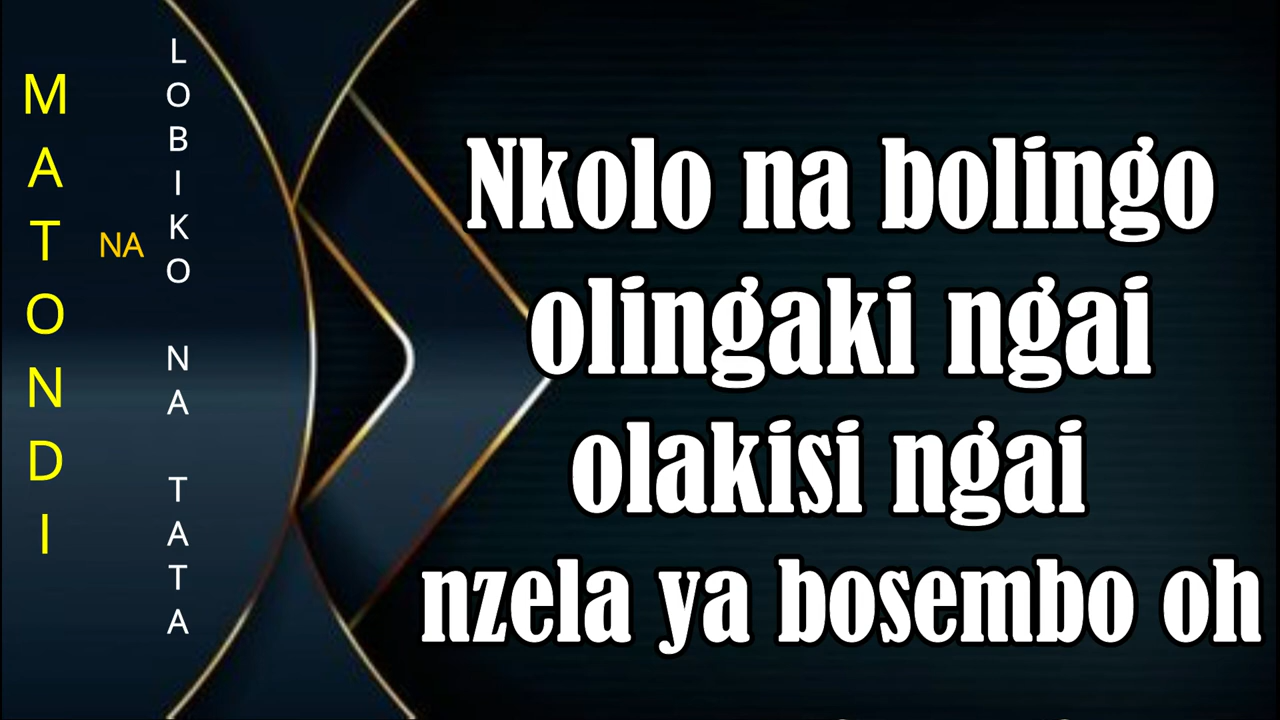 MATONDI
NA
LOBIKO NA TATA
Nkolo na bolingo
olingaki ngai
olakisi ngai
nzela ya bosembo oh